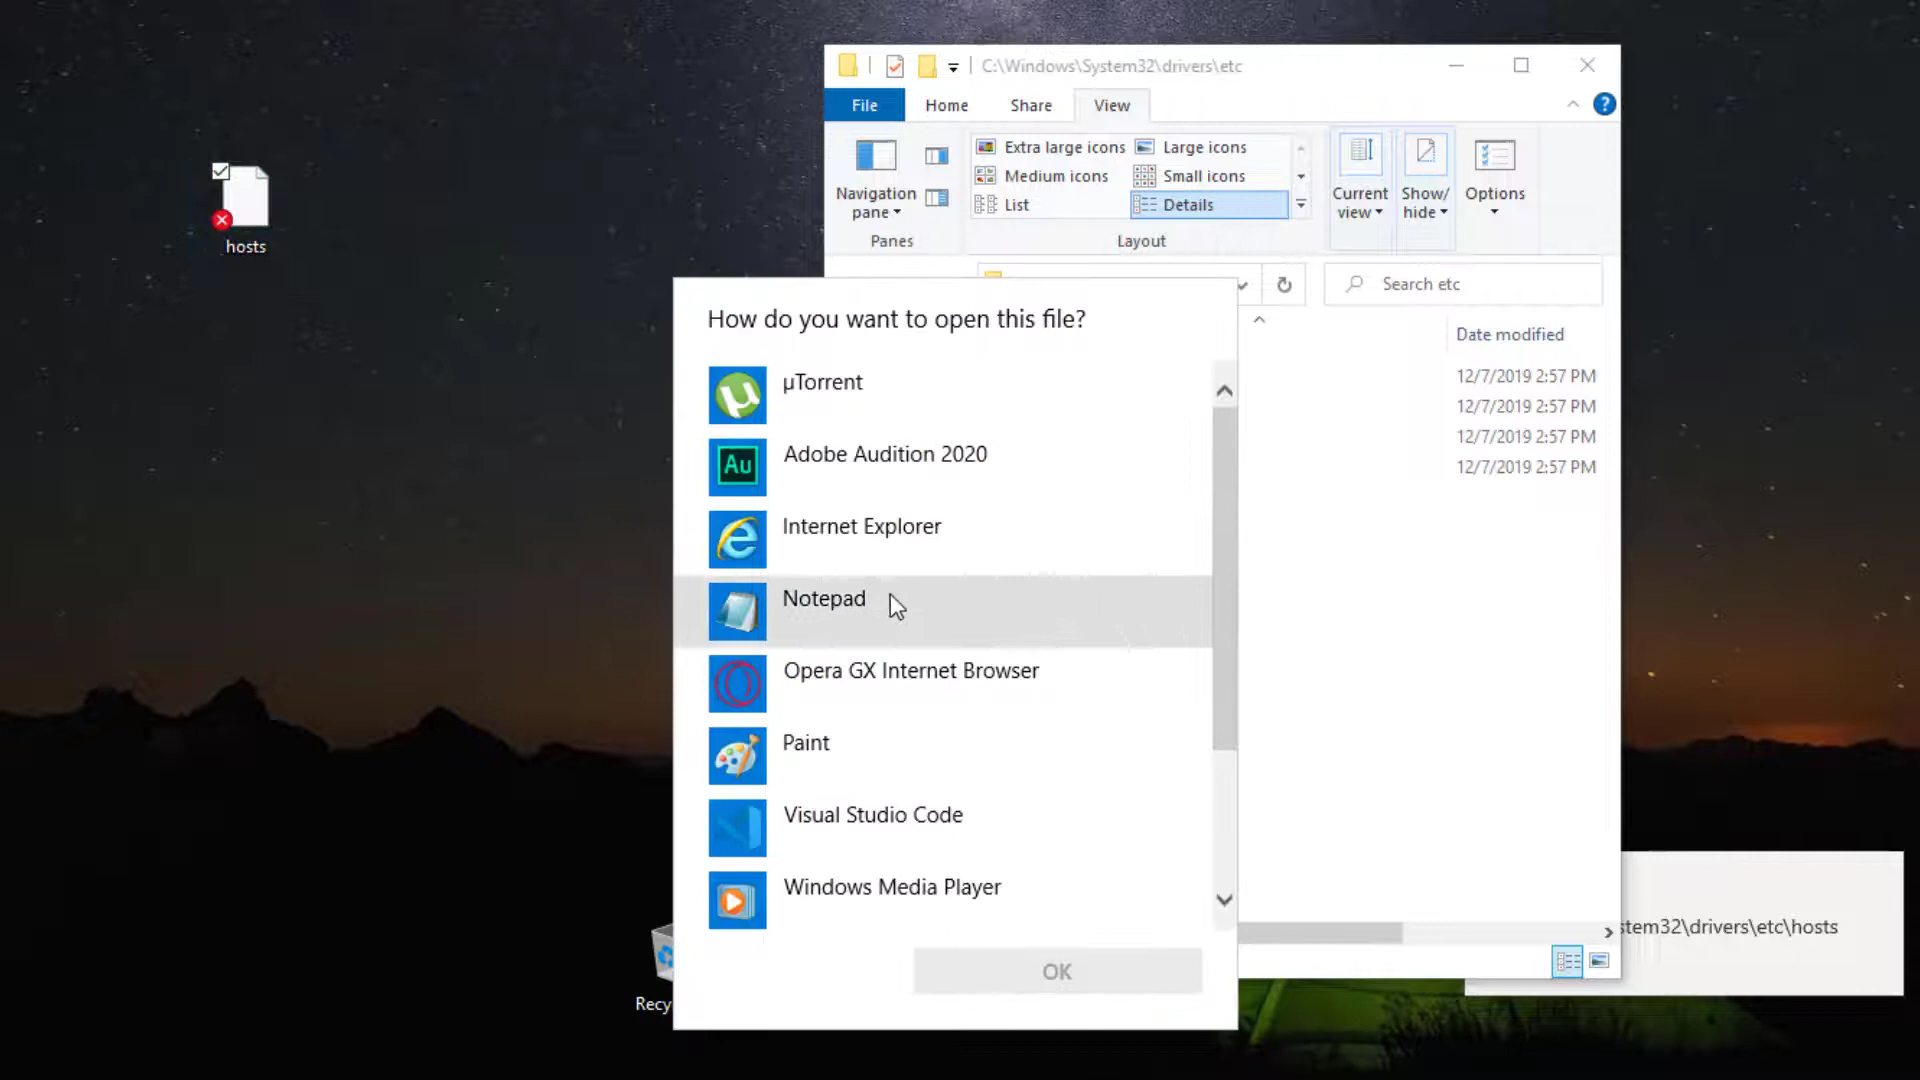 C:\Windows\System32\drivers\etc
File Home Share View
Extra large icons Large icons
Medium icons Small icons
List Details
Navigation pane
Current view
Show/ hide
Options
Panes
Layout
hosts
Search etc
How do you want to open this file?
Date modified
12/7/2019 2:57 PM
12/7/2019 2:57 PM
12/7/2019 2:57 PM
12/7/2019 2:57 PM
µTorrent
Adobe Audition 2020
Au
Internet Explorer
Notepad
Opera GX Internet Browser
Paint
Visual Studio Code
Windows Media Player
stem32\drivers\etc\hosts
OK
Recy